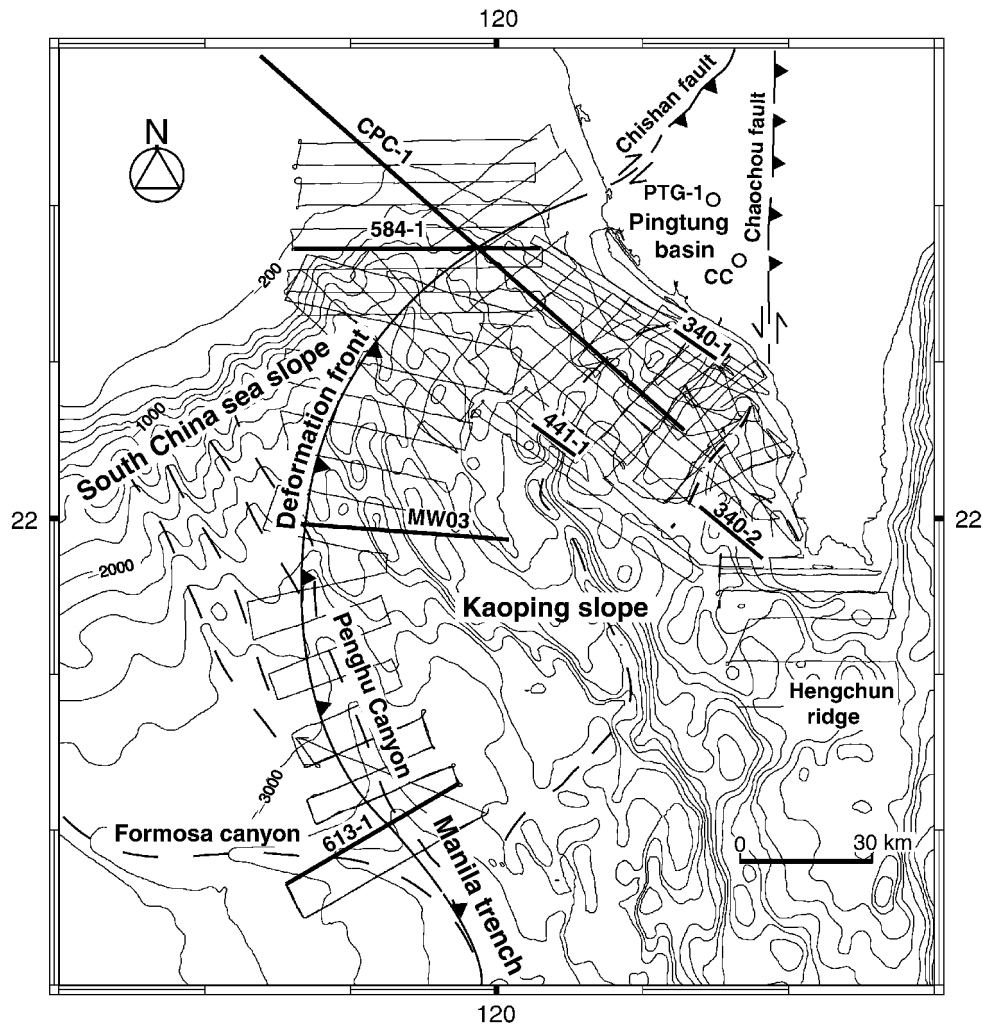 120
N
CPC-1
Chishan fault
Chaochou fault
PTG-1
Pingtung
basin
CC
584-1
200
340-1
South China sea slope
1000
Deformation front
441-1
22
22
MW03
340-2
2000
Kaoping slope
Penghu Canyon
Hengchun
ridge
3000
Formosa canyon
613-1
Manila trench
0 30 km
120